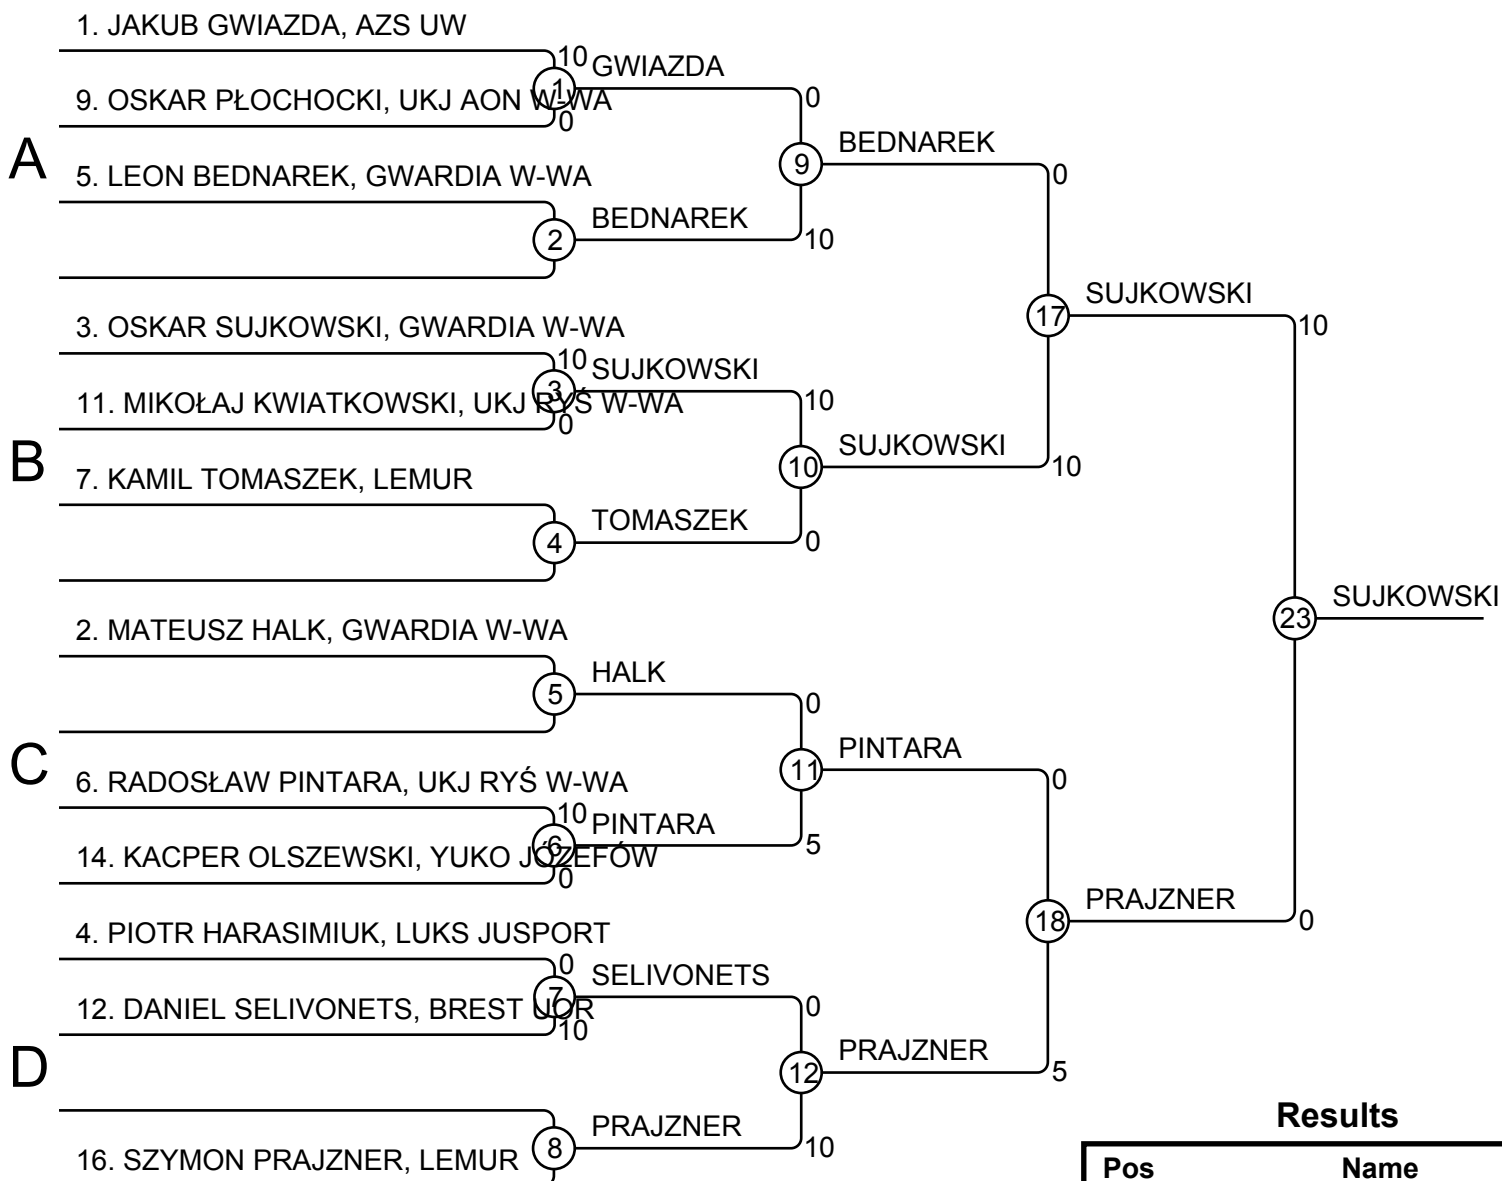 1. JAKUB GWIAZDA, AZS UW
10
GWIAZDA
1
9. OSKAR PŁOCHOCKI, UKJ AON W-WA
0
0
A
BEDNAREK
9
5. LEON BEDNAREK, GWARDIA W-WA
0
BEDNAREK
2
10
3. OSKAR SUJKOWSKI, GWARDIA W-WA
SUJKOWSKI
17
10
10
SUJKOWSKI
3
11. MIKOŁAJ KWIATKOWSKI, UKJ RYŚ W-WA
0
10
B
SUJKOWSKI
10
10
7. KAMIL TOMASZEK, LEMUR
TOMASZEK
4
0
2. MATEUSZ HALK, GWARDIA W-WA
SUJKOWSKI
23
HALK
5
0
C
PINTARA
11
0
6. RADOSŁAW PINTARA, UKJ RYŚ W-WA
10
PINTARA
6
5
14. KACPER OLSZEWSKI, YUKO JÓZEFÓW
0
PRAJZNER
18
0
4. PIOTR HARASIMIUK, LUKS JUSPORT
0
SELIVONETS
7
0
12. DANIEL SELIVONETS, BREST UOR
10
D
PRAJZNER
12
5
PRAJZNER
8
10
16. SZYMON PRAJZNER, LEMUR
Results
Pos Name